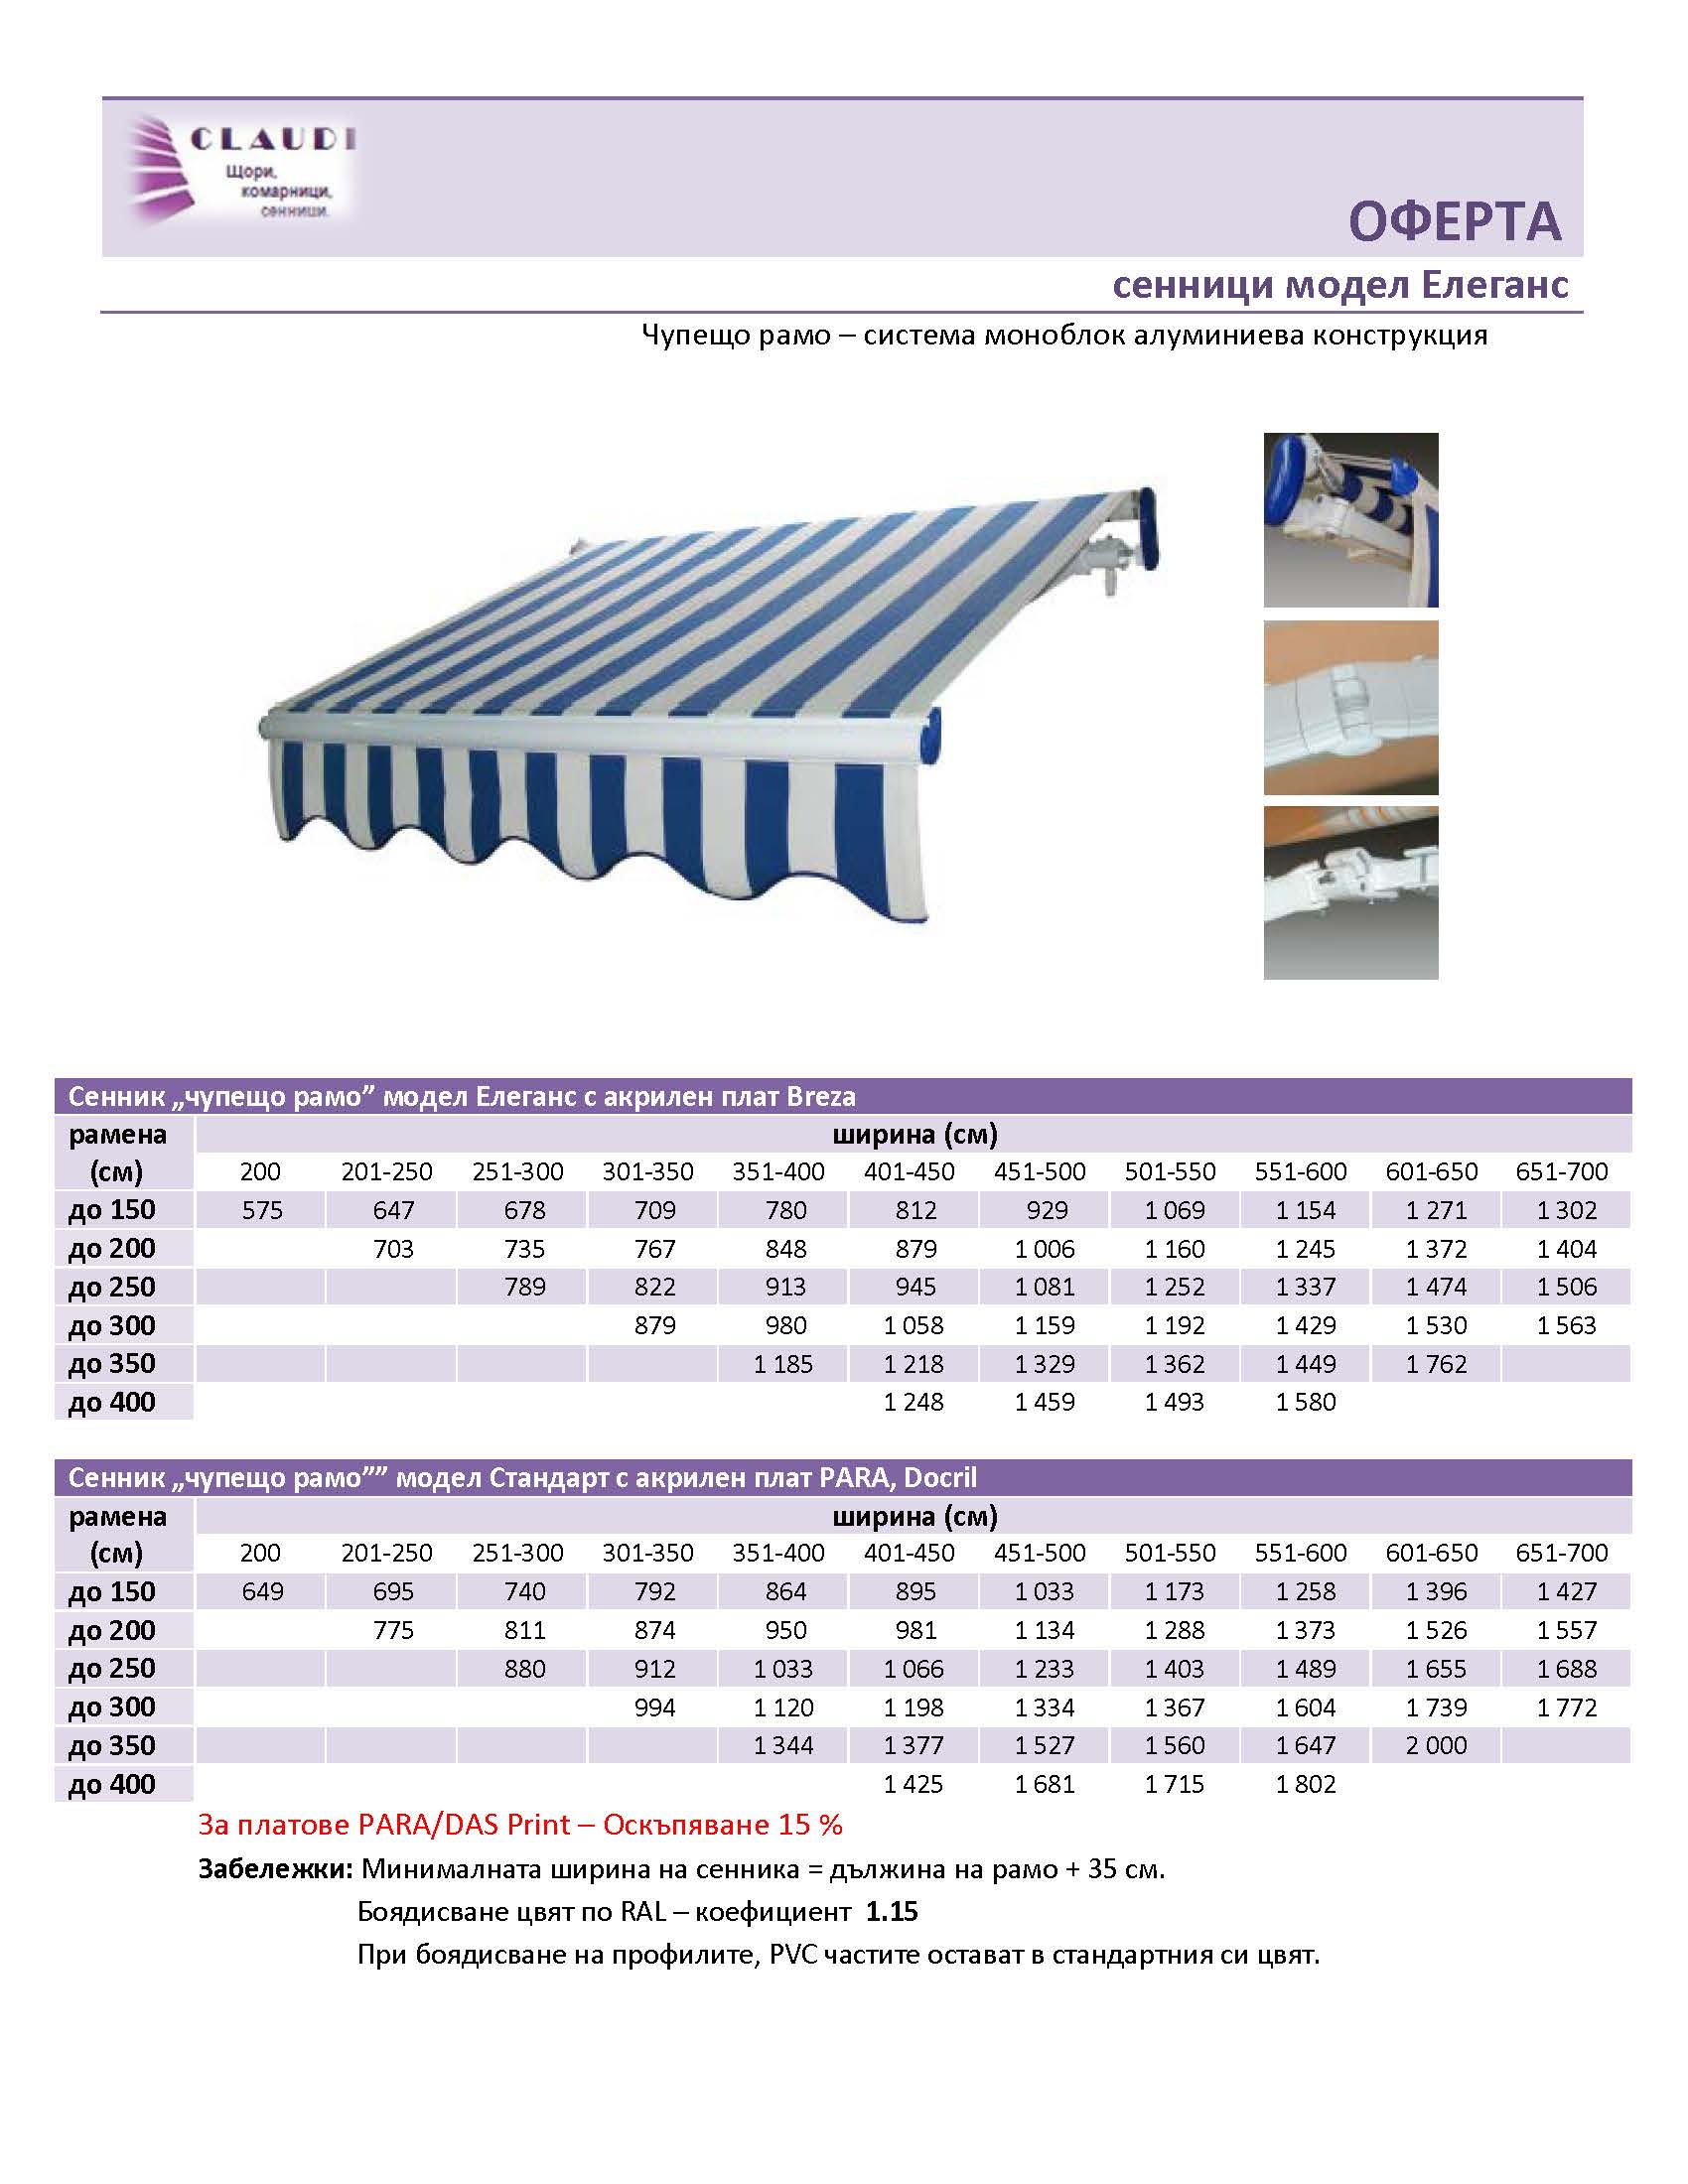 CLAUDI
Щори,
комарници,
сенници.
ОФЕРТА
сенници модел Елеганс
Чупещо рамо – система моноблок алуминиева конструкция
Сенник „чупещо рамо” модел Елеганс с акрилен плат Breza
рамена ширина (см)
(см) 200 201-250 251-300 301-350 351-400 401-450 451-500 501-550 551-600 601-650 651-700
до 150 575 647 678 709 780 812 929 1 069 1 154 1 271 1 302
до 200 703 735 767 848 879 1 006 1 160 1 245 1 372 1 404
до 250 789 822 913 945 1 081 1 252 1 337 1 474 1 506
до 300 879 980 1 058 1 159 1 192 1 429 1 530 1 563
до 350 1 185 1 218 1 329 1 362 1 449 1 762
до 400 1 248 1 459 1 493 1 580
Сенник „чупещо рамо”” модел Стандарт с акрилен плат PARA, Docril
рамена ширина (см)
(см) 200 201-250 251-300 301-350 351-400 401-450 451-500 501-550 551-600 601-650 651-700
до 150 649 695 740 792 864 895 1 033 1 173 1 258 1 396 1 427
до 200 775 811 874 950 981 1 134 1 288 1 373 1 526 1 557
до 250 880 912 1 033 1 066 1 233 1 403 1 489 1 655 1 688
до 300 994 1 120 1 198 1 334 1 367 1 604 1 739 1 772
до 350 1 344 1 377 1 527 1 560 1 647 2 000
до 400 1 425 1 681 1 715 1 802
За платове PARA/DAS Print – Оскъпяване 15 %
Забележки: Минималната ширина на сенника = дължина на рамо + 35 см.
Боядисване цвят по RAL – коефициент 1.15
При боядисване на профилите, PVC частите остават в стандартния си цвят.